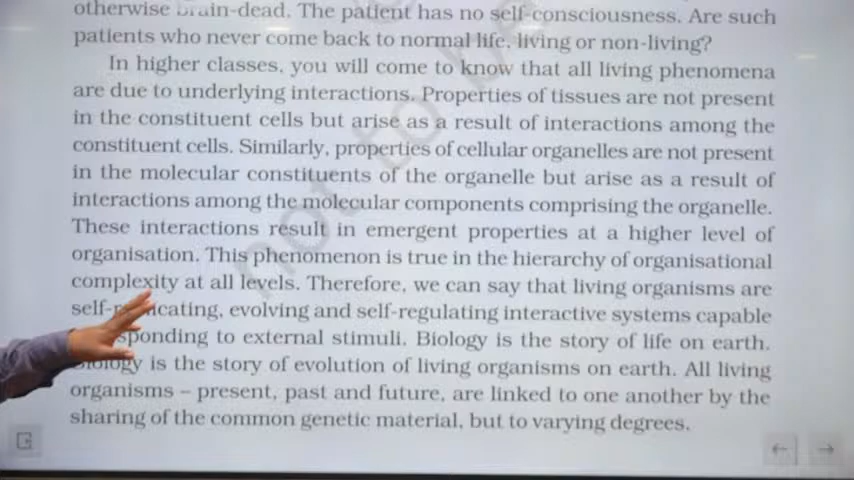 otherwise brain-dead. The patient has no self-consciousness. Are such
patients who never come back to normal life, living or non-living?
In higher classes, you will come to know that all living phenomena
are due to underlying interactions. Properties of tissues are not present
in the constituent cells but arise as a result of interactions among the
constituent cells. Similarly, properties of cellular organelles are not present
in the molecular constituents of the organelle but arise as a result of
interactions among the molecular components comprising the organelle.
These interactions result in emergent properties at a higher level of
organisation. This phenomenon is true in the hierarchy of organisational
complexity at all levels. Therefore, we can say that living organisms are
evolving and self-regulating interactive systems capable
to external stimuli. Biology is the story of life on earth.
Biology is the story of evolution of living organisms on earth. All living
organisms – present, past and future, are linked to one another by the
sharing of the common genetic material, but to varying degrees.
not to be